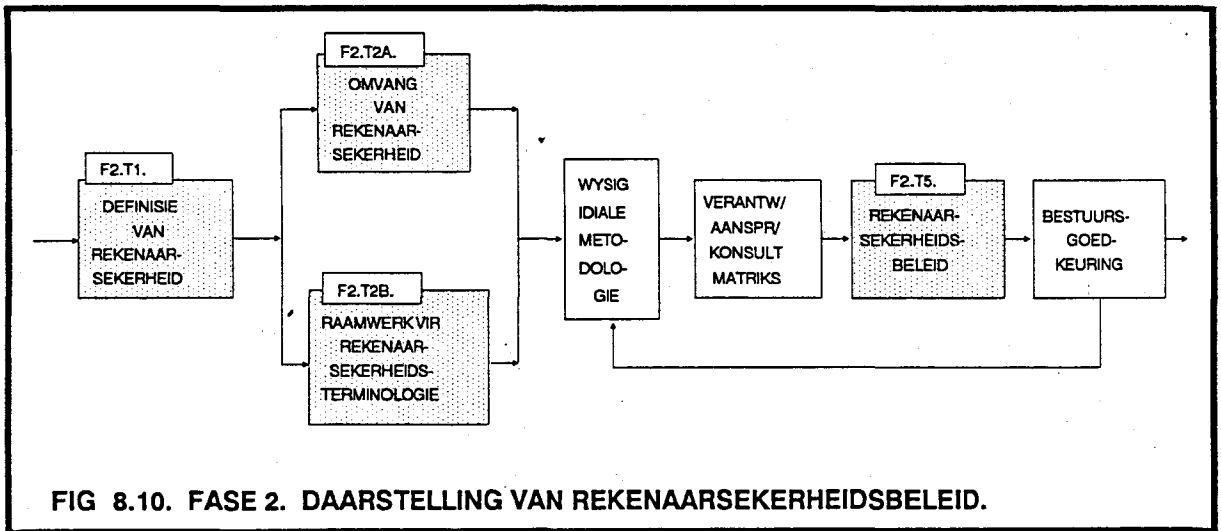 F2.T1.
DEFINISIE
VAN
REKENAAR-
SEKERHEID
F2.T2A.
OMVANG
VAN
REKENAAR-
SEKERHEID
F2.T2B.
RAAMWERK VIR
REKENAAR-
SEKERHEIDS-
TERMINOLOGIE
WYSIG
IDIALE
METO-
DOLO-
GIE
VERANTW/
AANSPR/
KONSULT
MATRIKS
F2.T5.
REKENAAR-
SEKERHEIDS-
BELEID
BESTUURS-
GOED-
KEURING
FIG 8.10. FASE 2. DAARSTELLING VAN REKENAARSEKERHEIDSBELEID.